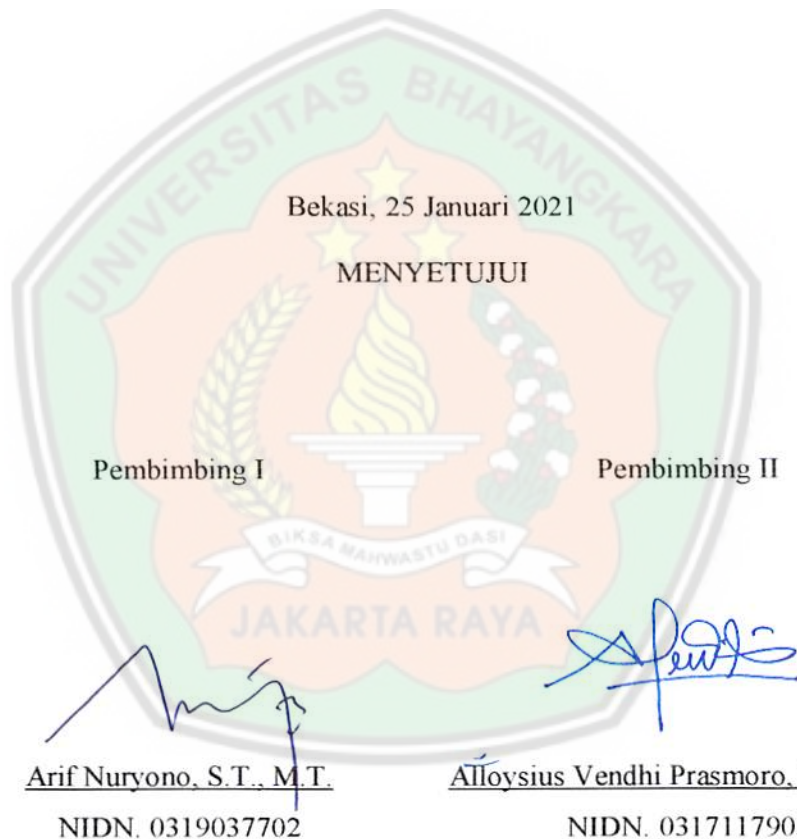 UNIVERSITAS BHAYANGKARA
Bekasi, 25 Januari 2021
MENYETUJUI
Pembimbing I Pembimbing II
BIKSA MAHWASTU DASI
JAKARTA RAYA
Arif Nuryono, S.T., M.T. Alloysius Vendhi Prasmoro,
NIDN. 0319037702 NIDN. 031711790